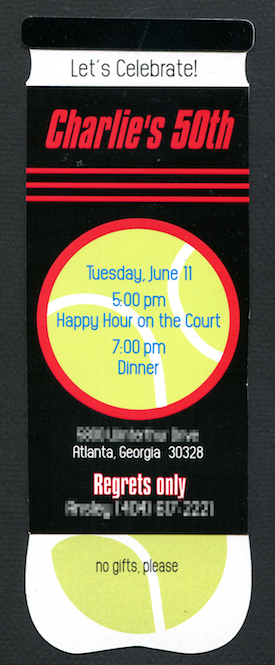 Let's Celebrate!
Charlie's 50th
Tuesday, June 11
5:00 pm
Happy Hour on the Court
7:00 pm
Dinner
Atlanta, Georgia 30328
Regrets only
no gifts, please